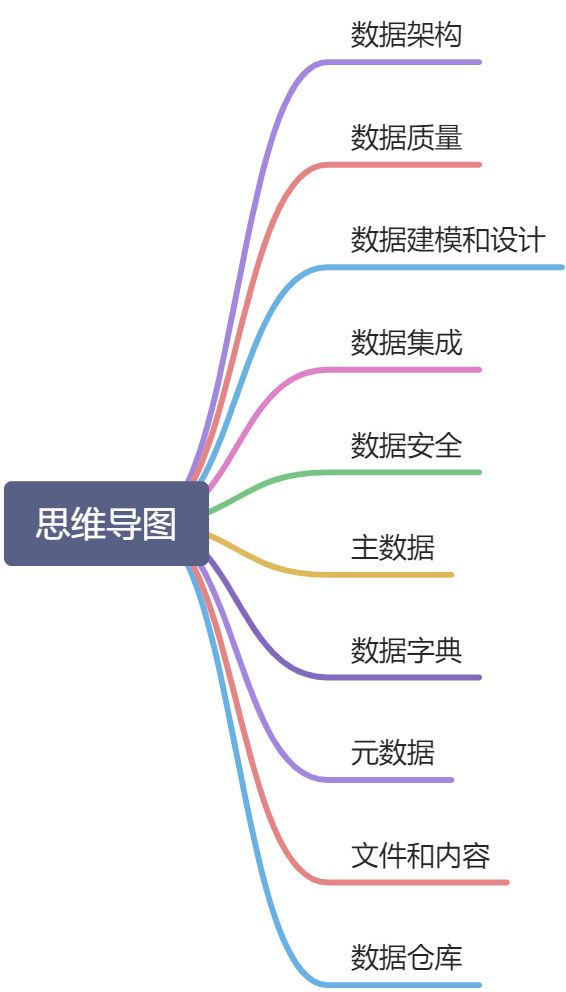 数据架构
数据质量
数据建模和设计
数据集成
数据安全
思维导图
主数据
数据字典
元数据
文件和内容
数据仓库